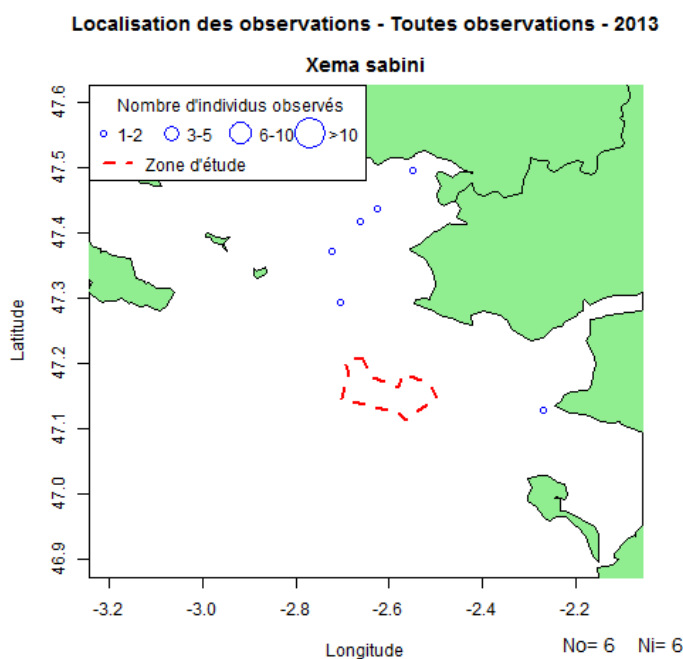 Localisation des observations - Toutes observations - 2013
Xema sabini
Nombre d'individus observés
1-2 3-5 6-10 >10
Zone d'étude
47.6
47.5
47.4
47.3
47.2
47.1
47.0
46.9
Latitude
-3.2 -3.0 -2.8 -2.6 -2.4 -2.2
Longitude
No= 6 Ni= 6